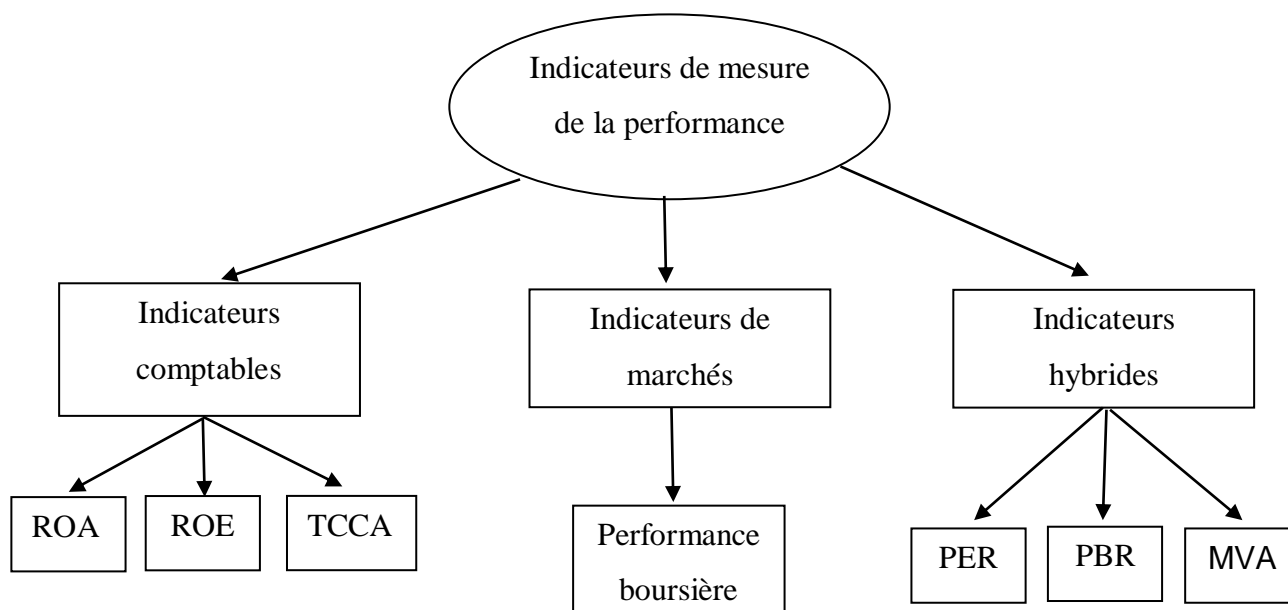 Indicateurs de mesure
de la performance
Indicateurs
comptables
Indicateurs de
marchés
Indicateurs
hybrides
ROA
ROE
TCCA
Performance
boursière
PER
PBR
MVA